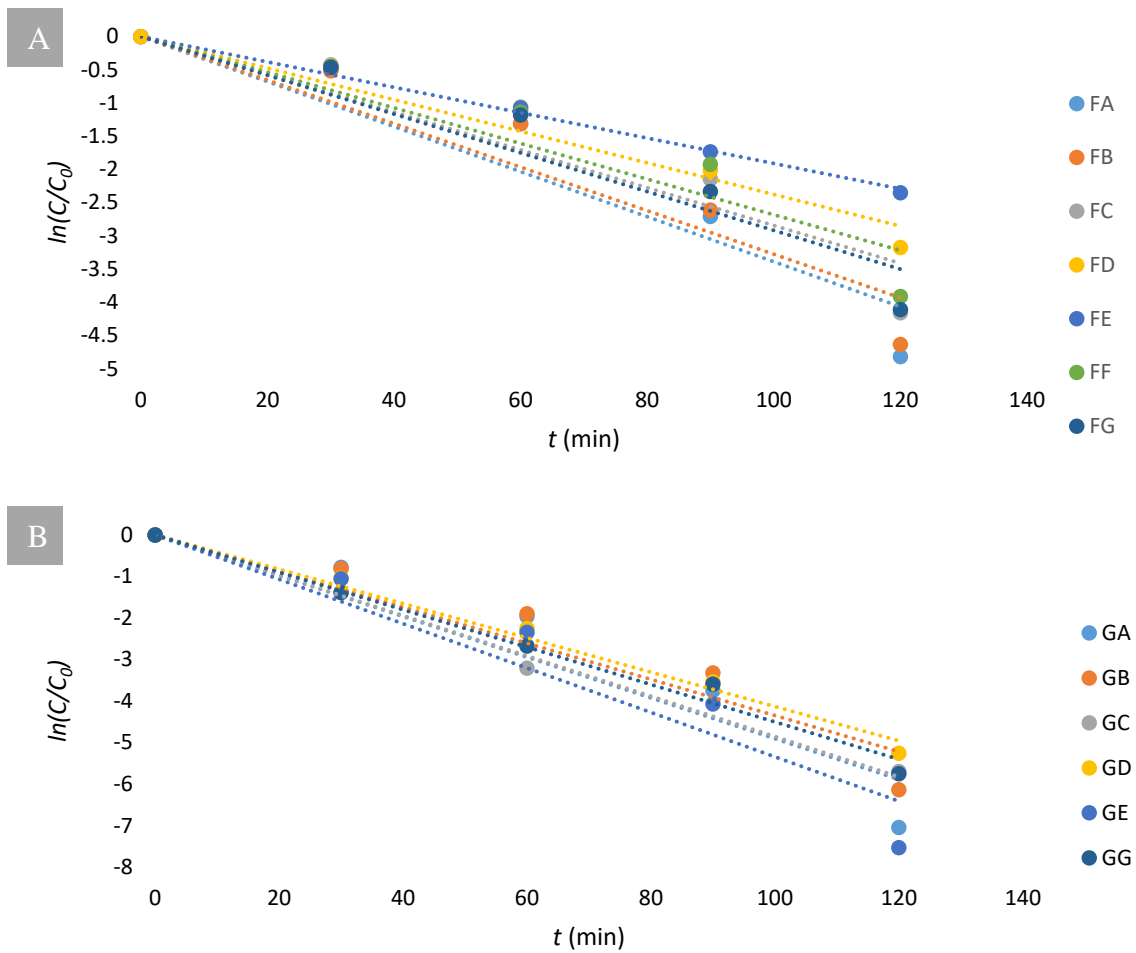 A
0
-0.5
-1
-1.5
-2
-2.5
-3
-3.5
-4
-4.5
-5
ln(C/C0)
0 20 40 60 80 100 120 140
t (min)
FA
FB
FC
FD
FE
FF
FG
B
0
-1
-2
-3
-4
-5
-6
-7
-8
ln(C/C0)
0 20 40 60 80 100 120 140
t (min)
GA
GB
GC
GD
GE
GG